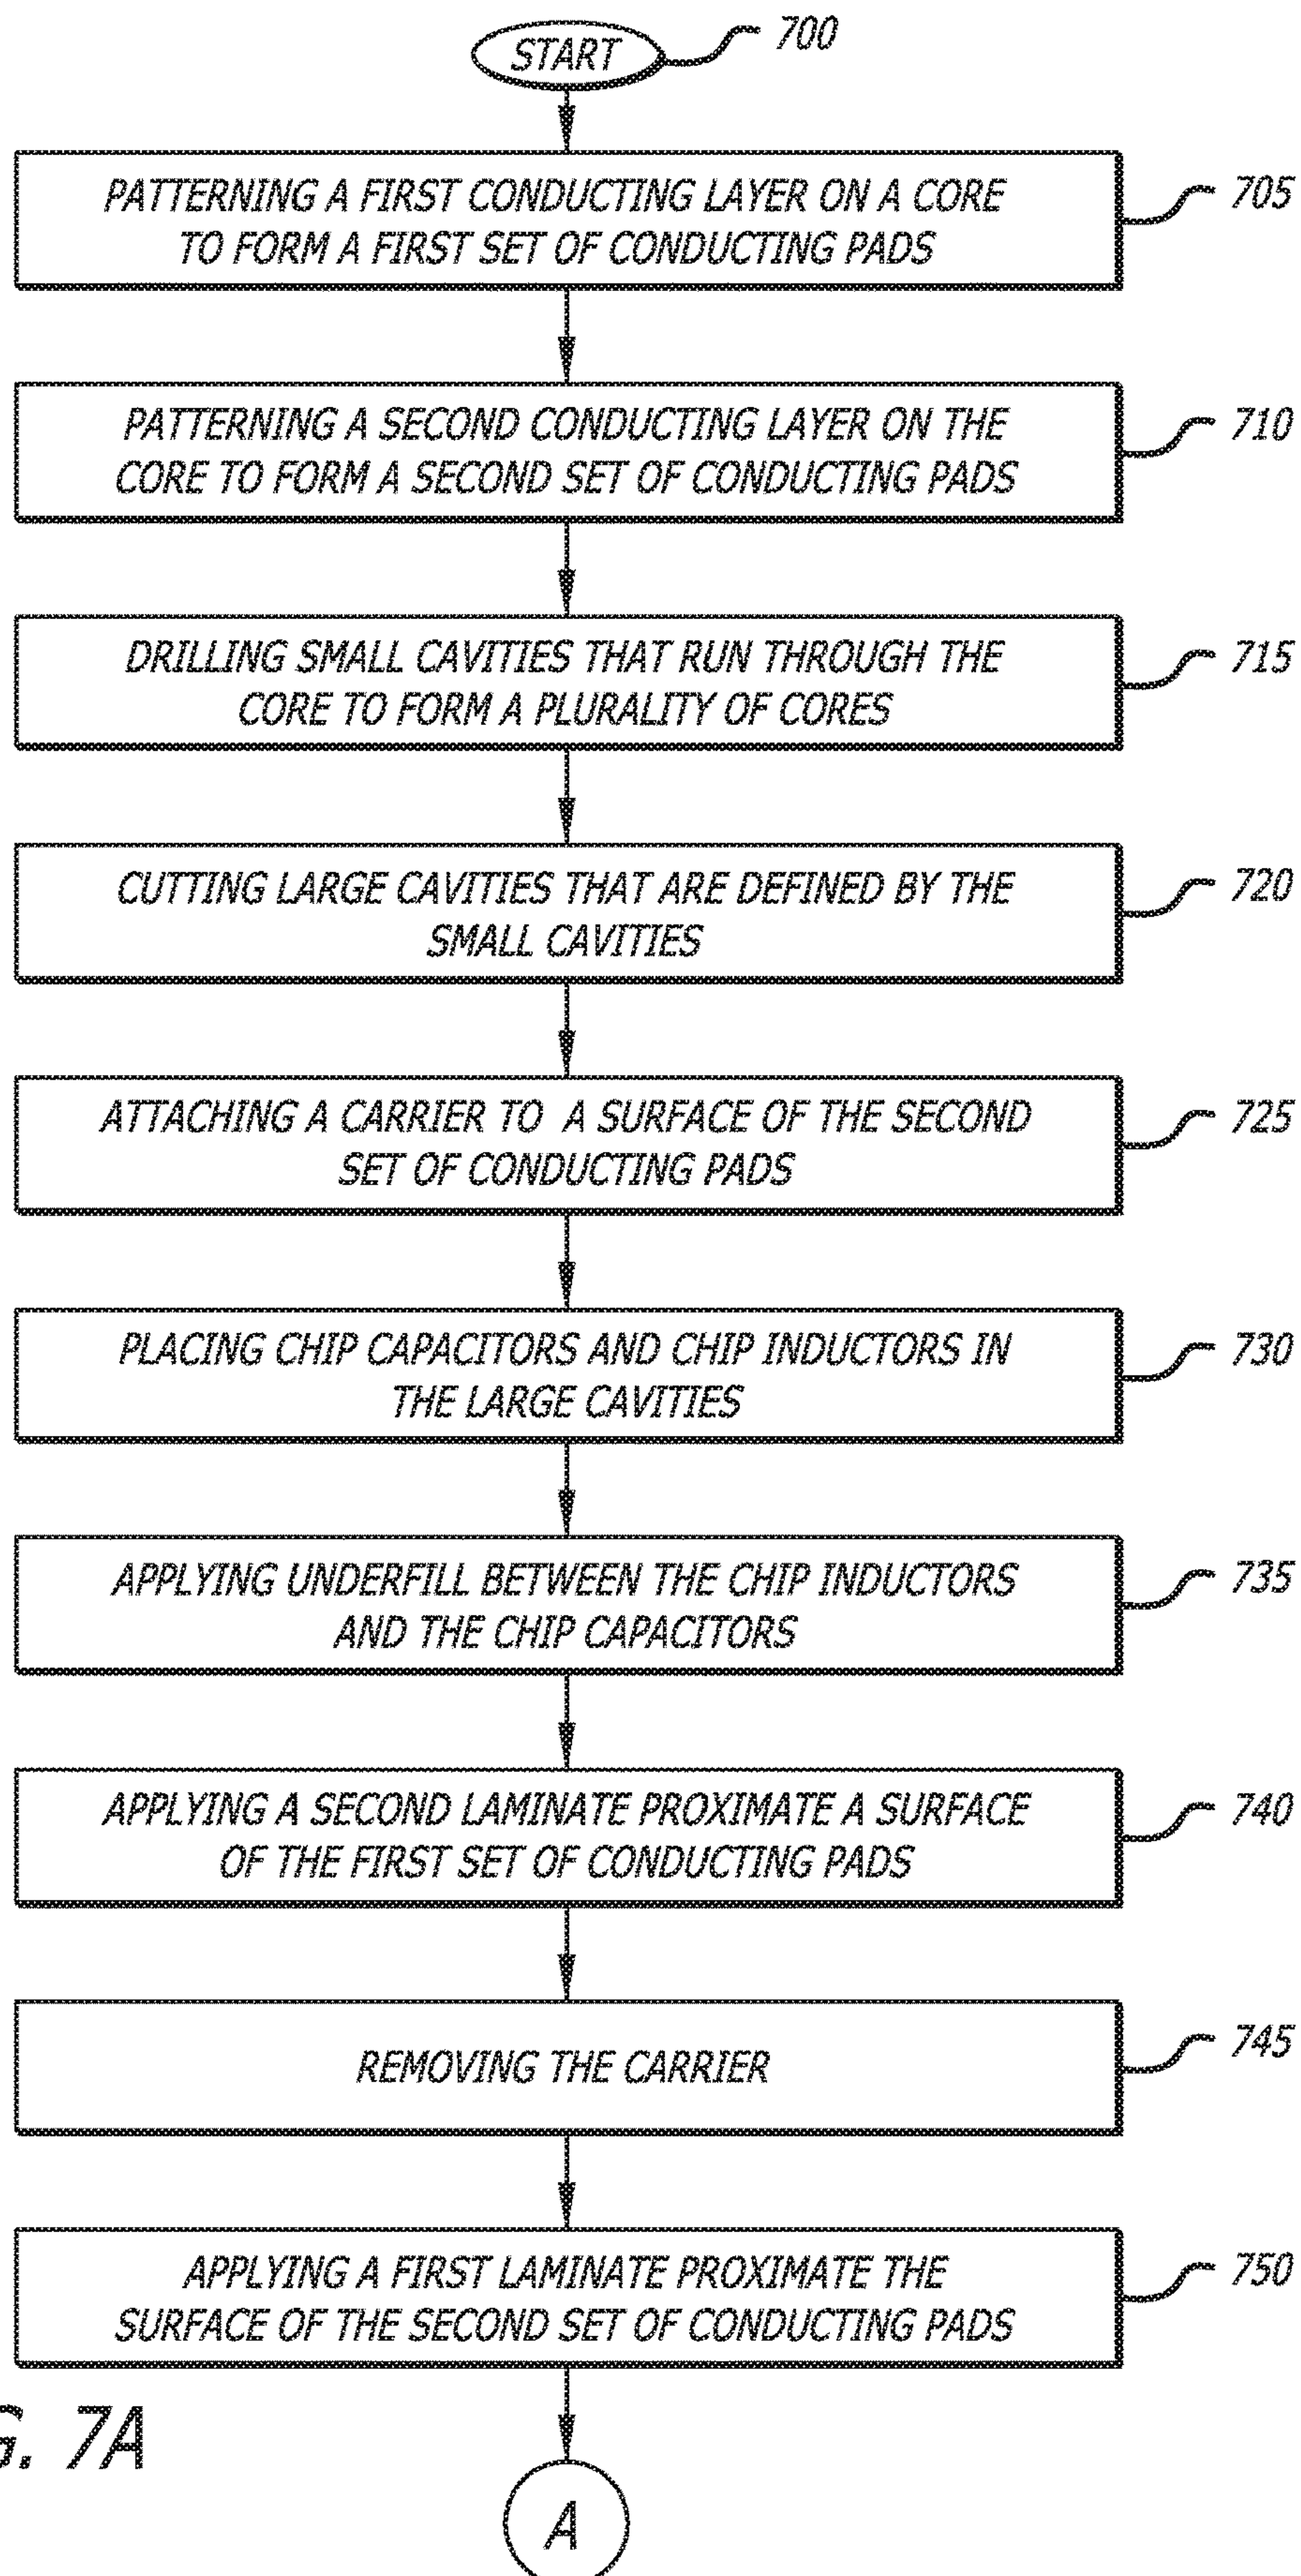 START
700
PATTERNING A FIRST CONDUCTING LAYER ON A CORE
TO FORM A FIRST SET OF CONDUCTING PADS
705
PATTERNING A SECOND CONDUCTING LAYER ON THE
CORE TO FORM A SECOND SET OF CONDUCTING PADS
710
DRILLING SMALL CAVITIES THAT RUN THROUGH THE
CORE TO FORM A PLURALITY OF CORES
715
CUTTING LARGE CAVITIES THAT ARE DEFINED BY THE
SMALL CAVITIES
720
ATTACHING A CARRIER TO A SURFACE OF THE SECOND
SET OF CONDUCTING PADS
725
PLACING CHIP CAPACITORS AND CHIP INDUCTORS IN
THE LARGE CAVITIES
730
APPLYING UNDERFILL BETWEEN THE CHIP INDUCTORS
AND THE CHIP CAPACITORS
735
APPLYING A SECOND LAMINATE PROXIMATE A SURFACE
OF THE FIRST SET OF CONDUCTING PADS
740
REMOVING THE CARRIER
745
APPLYING A FIRST LAMINATE PROXIMATE THE
SURFACE OF THE SECOND SET OF CONDUCTING PADS
750
G. 7A
A